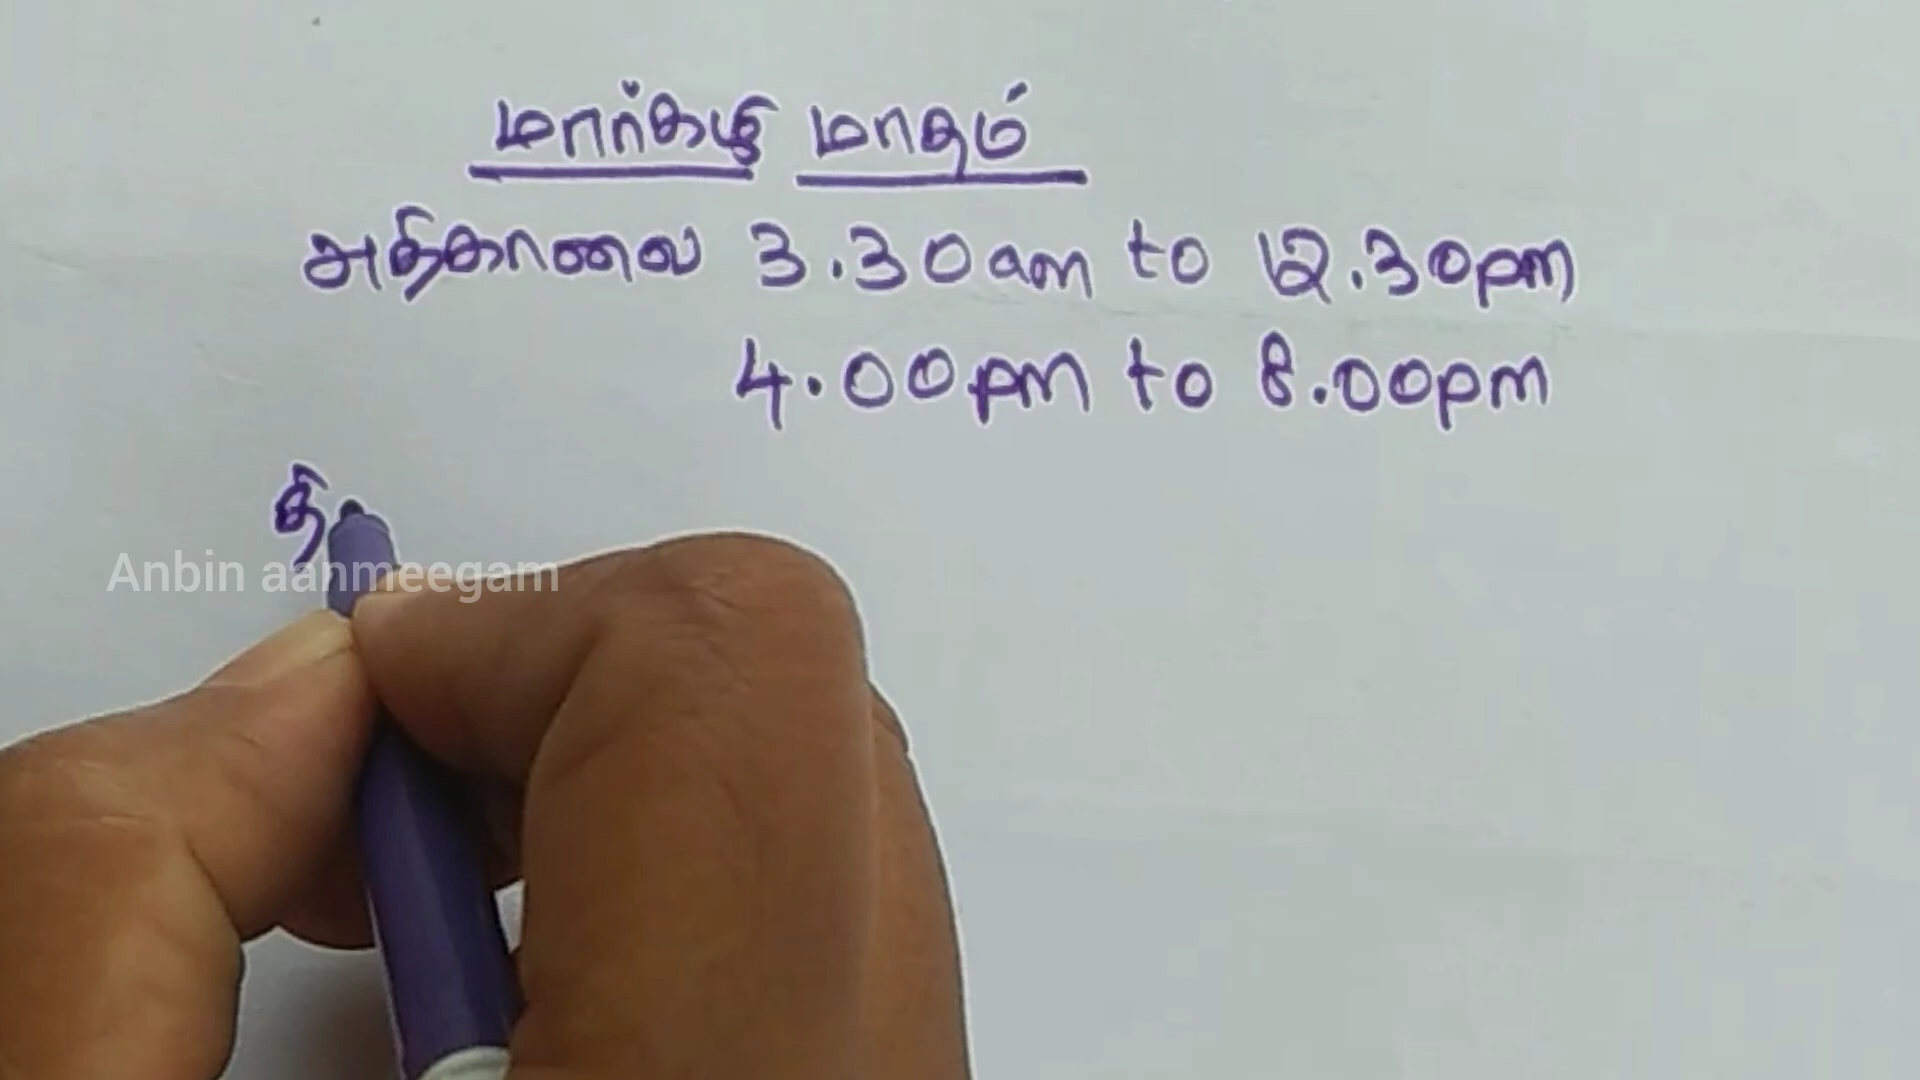 மார்கழி மாதம்
அதிகாலை 3.30am to 12.30pm
4.00pm to 8.00pm
தி
Anbin aanmeegam